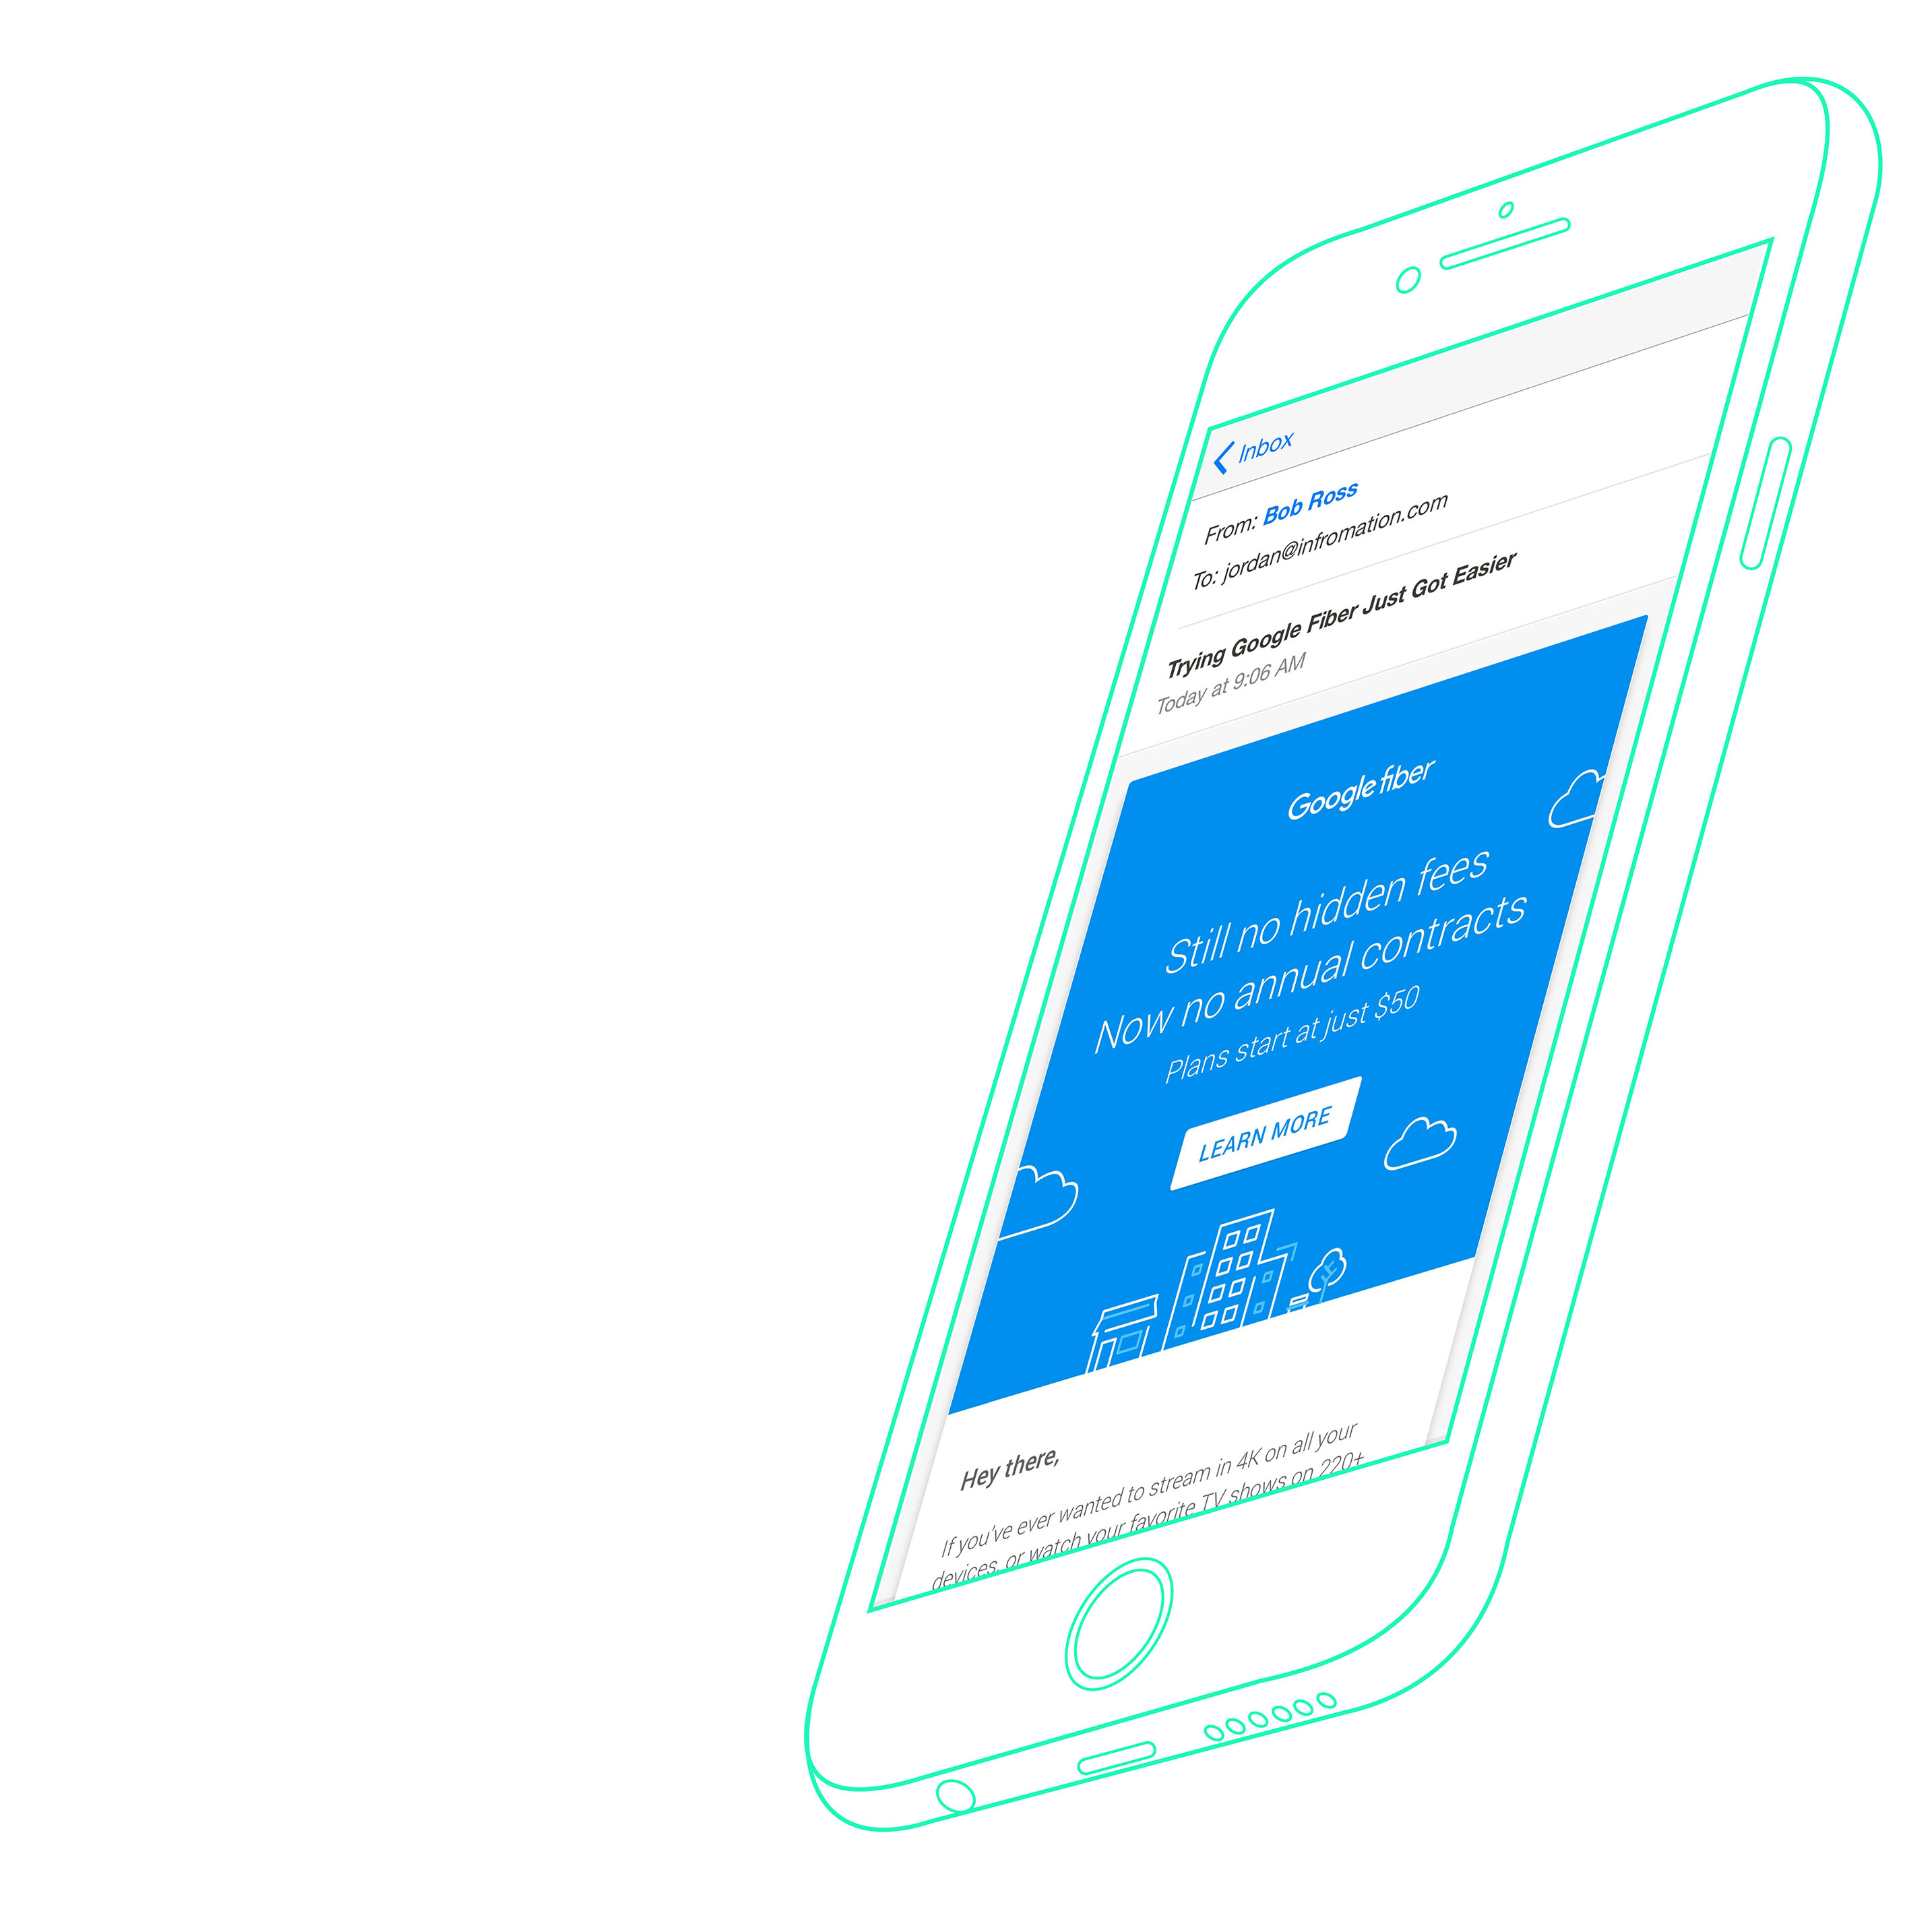 Inbox
From: Bob Ross
To: jordan@infromation.com
Trying Google Fiber Just Got Easier
Today at 9:06 AM
Google fiber
Still no hidden fees
Now no annual contracts
Plans start at just $50
LEARN MORE
Hey there,
If you've ever wanted to stream in 4K on all your
devices, or watch your favorite TV shows on 220+